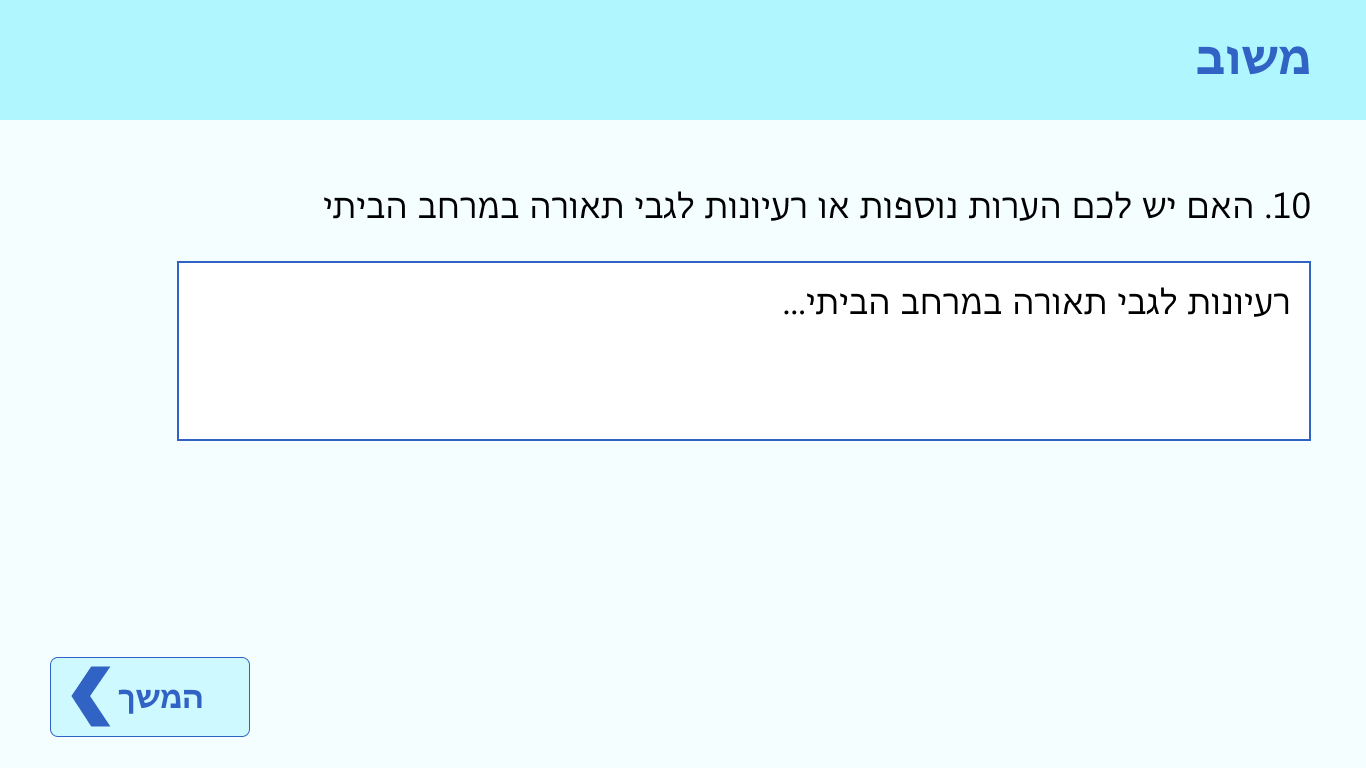 משוב
10. האם יש לכם הערות נוספות או רעיונות לגבי תאורה במרחב הביתי
רעיונות לגבי תאורה במרחב הביתי...
המשך